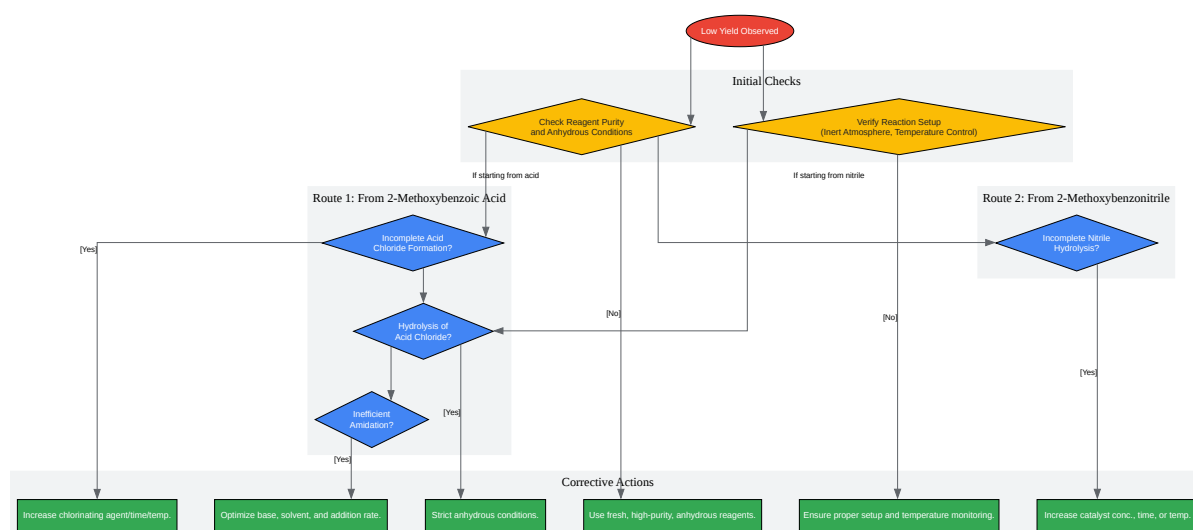 Low Yield Observed
Initial Checks
Check Reagent Purity
and Anhydrous Conditions
Verify Reaction Setup
(Inert Atmosphere, Temperature Control)
If starting from acid
If starting from nitrile
Route 1: From 2-Methoxybenzoic Acid
Route 2: From 2-Methoxybenzonitrile
Incomplete Acid
Chloride Formation?
Incomplete Nitrile
Hydrolysis?
[Yes]
Hydrolysis of
Acid Chloride?
[No]
[No]
[Yes]
Inefficient
Amidation?
[Yes]
[Yes]
Corrective Actions
Increase chlorinating agent/time/temp.
Optimize base, solvent, and addition rate.
Strict anhydrous conditions.
Use fresh, high-purity, anhydrous reagents.
Ensure proper setup and temperature monitoring.
Increase catalyst conc., time, or temp.